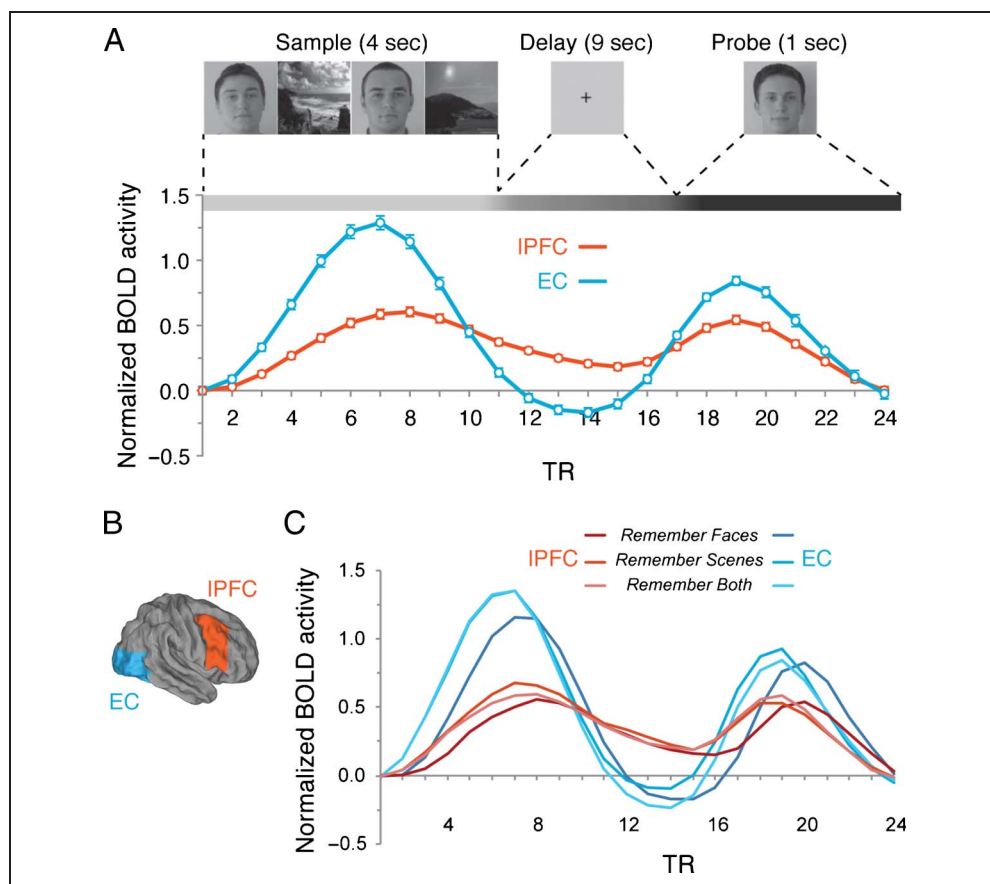 A
Sample (4 sec) Delay (9 sec) Probe (1 sec)
+
Normalized BOLD activity
1.5
1.0
0.5
0.0
−0.5
lPFC
EC
2 4 6 8 10 12 14 16 18 20 22 24
TR
B
lPFC
EC
C
Remember Faces
lPFC Remember Scenes EC
Remember Both
Normalized BOLD activity
1.5
1.0
0.5
0.0
−0.5
4 8 12 16 20 24
TR